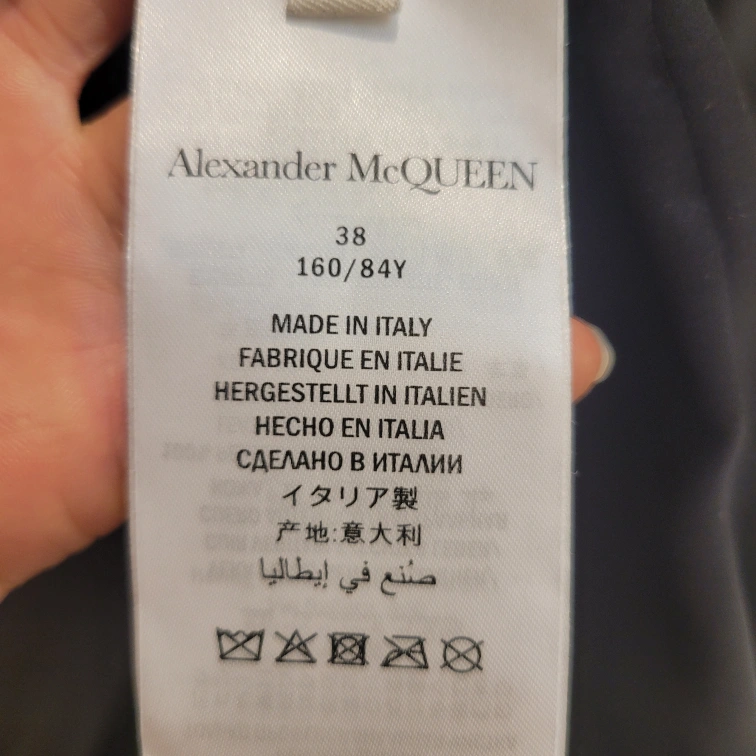 Alexander McQUEEN
38
160/84Y
MADE IN ITALY
FABRIQUE EN ITALIE
HERGESTELLT IN ITALIEN
HECHO EN ITALIA
СДЕЛАНО В ИТАЛИИ
イタリア製
产地:意大利
صُنع في إيطاليا